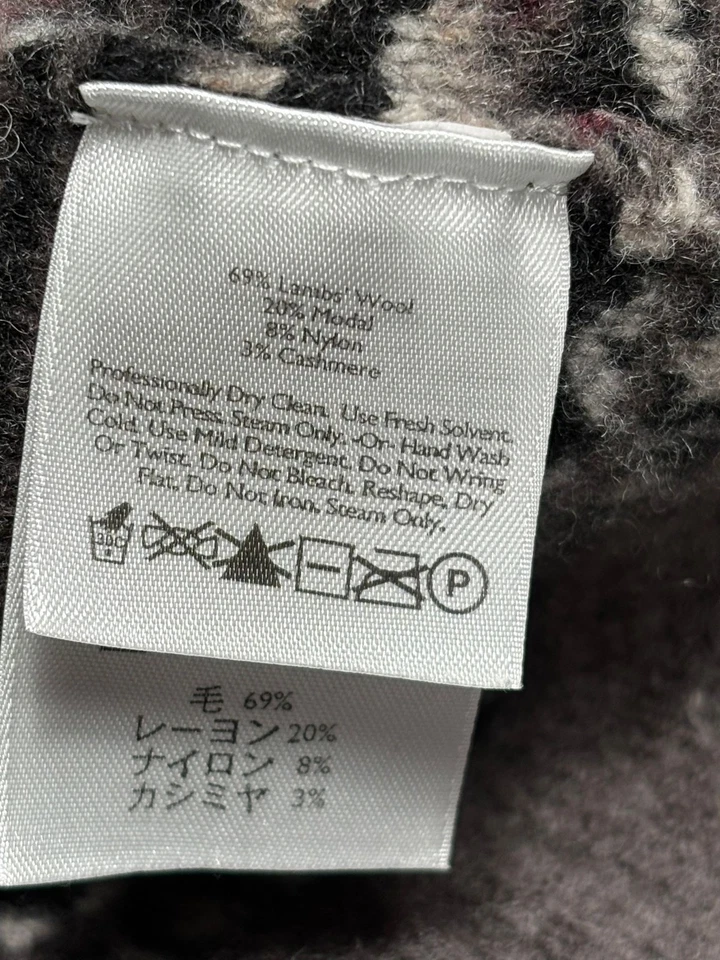 69% Lambs' Wool
20% Modal
8% Nylon
3% Cashmere
Professionally Dry Clean. Use Fresh Solvent.
Do Not Press. Steam Only. -Or- Hand Wash
Cold. Use Mild Detergent. Do Not Wring
Or Twist. Do Not Bleach. Reshape. Dry
Flat. Do Not Iron. Steam Only.
30C P
毛 69%
レーヨン 20%
ナイロン 8%
カシミヤ 3%